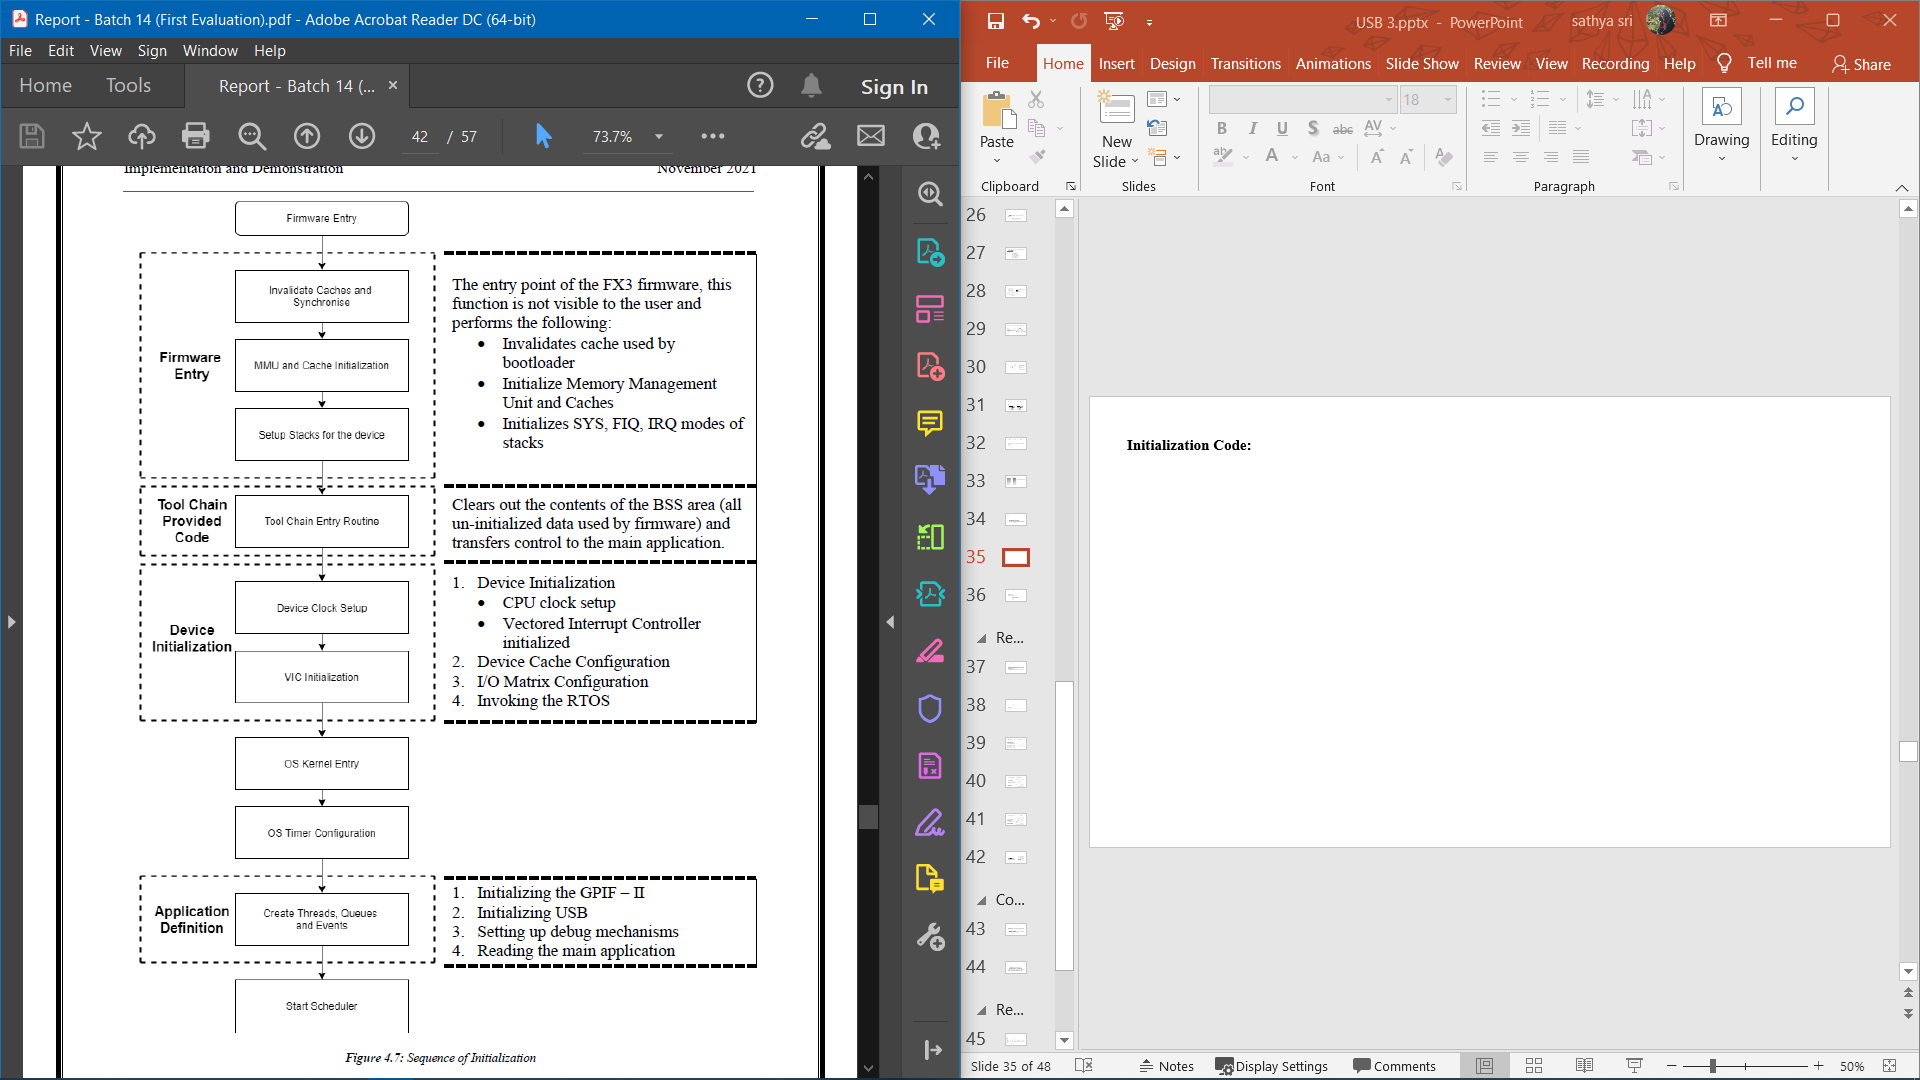 Report - Batch 14 (First Evaluation).pdf - Adobe Acrobat Reader DC (64-bit)
File Edit View Sign Window Help
Home Tools Report - Batch 14 (... × Sign In
42 / 57 73.7%
Implementation and Demonstration November 2021
Firmware Entry
Invalidate Caches and
Synchronise
MMU and Cache Initialization
Setup Stacks for the device
Firmware
Entry
The entry point of the FX3 firmware, this
function is not visible to the user and
performs the following:
• Invalidates cache used by
bootloader
• Initialize Memory Management
Unit and Caches
• Initializes SYS, FIQ, IRQ modes of
stacks
Tool Chain
Provided
Code
Tool Chain Entry Routine
Clears out the contents of the BSS area (all
un-initialized data used by firmware) and
transfers control to the main application.
Device
Initialization
Device Clock Setup
VIC Initialization
1. Device Initialization
• CPU clock setup
• Vectored Interrupt Controller
initialized
2. Device Cache Configuration
3. I/O Matrix Configuration
4. Invoking the RTOS
OS Kernel Entry
OS Timer Configuration
Application
Definition
Create Threads, Queues
and Events
1. Initializing the GPIF – II
2. Initializing USB
3. Setting up debug mechanisms
4. Reading the main application
Start Scheduler
Figure 4.7: Sequence of Initialization
USB 3.pptx - PowerPoint sathya sri
File Home Insert Design Transitions Animations Slide Show Review View Recording Help Tell me Share
Paste
New
Slide
18
B I U S abc AV
A Aa A A
Drawing
Editing
Clipboard Slides Font Paragraph
26
27
28
29
30
31
32
33
34
35
36
Re...
37
38
39
40
41
42
Co...
43
44
Re...
45
Initialization Code:
Slide 35 of 48 Notes Display Settings Comments 50%